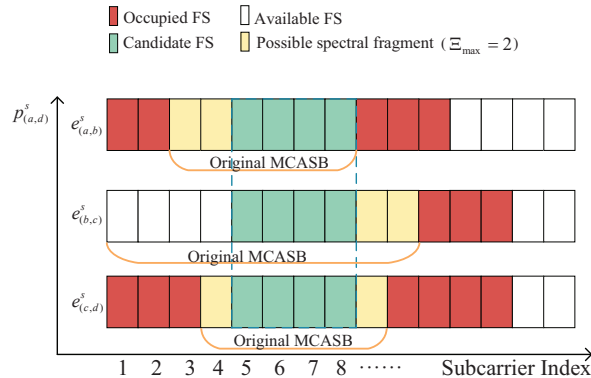 Occupied FS Available FS
Candidate FS Possible spectral fragment (Ξ_max = 2)
p^s_(a,d)
e^s_(a,b)
Original MCASB
e^s_(b,c)
Original MCASB
e^s_(c,d)
Original MCASB
1 2 3 4 5 6 7 8 ⋯⋯ Subcarrier Index